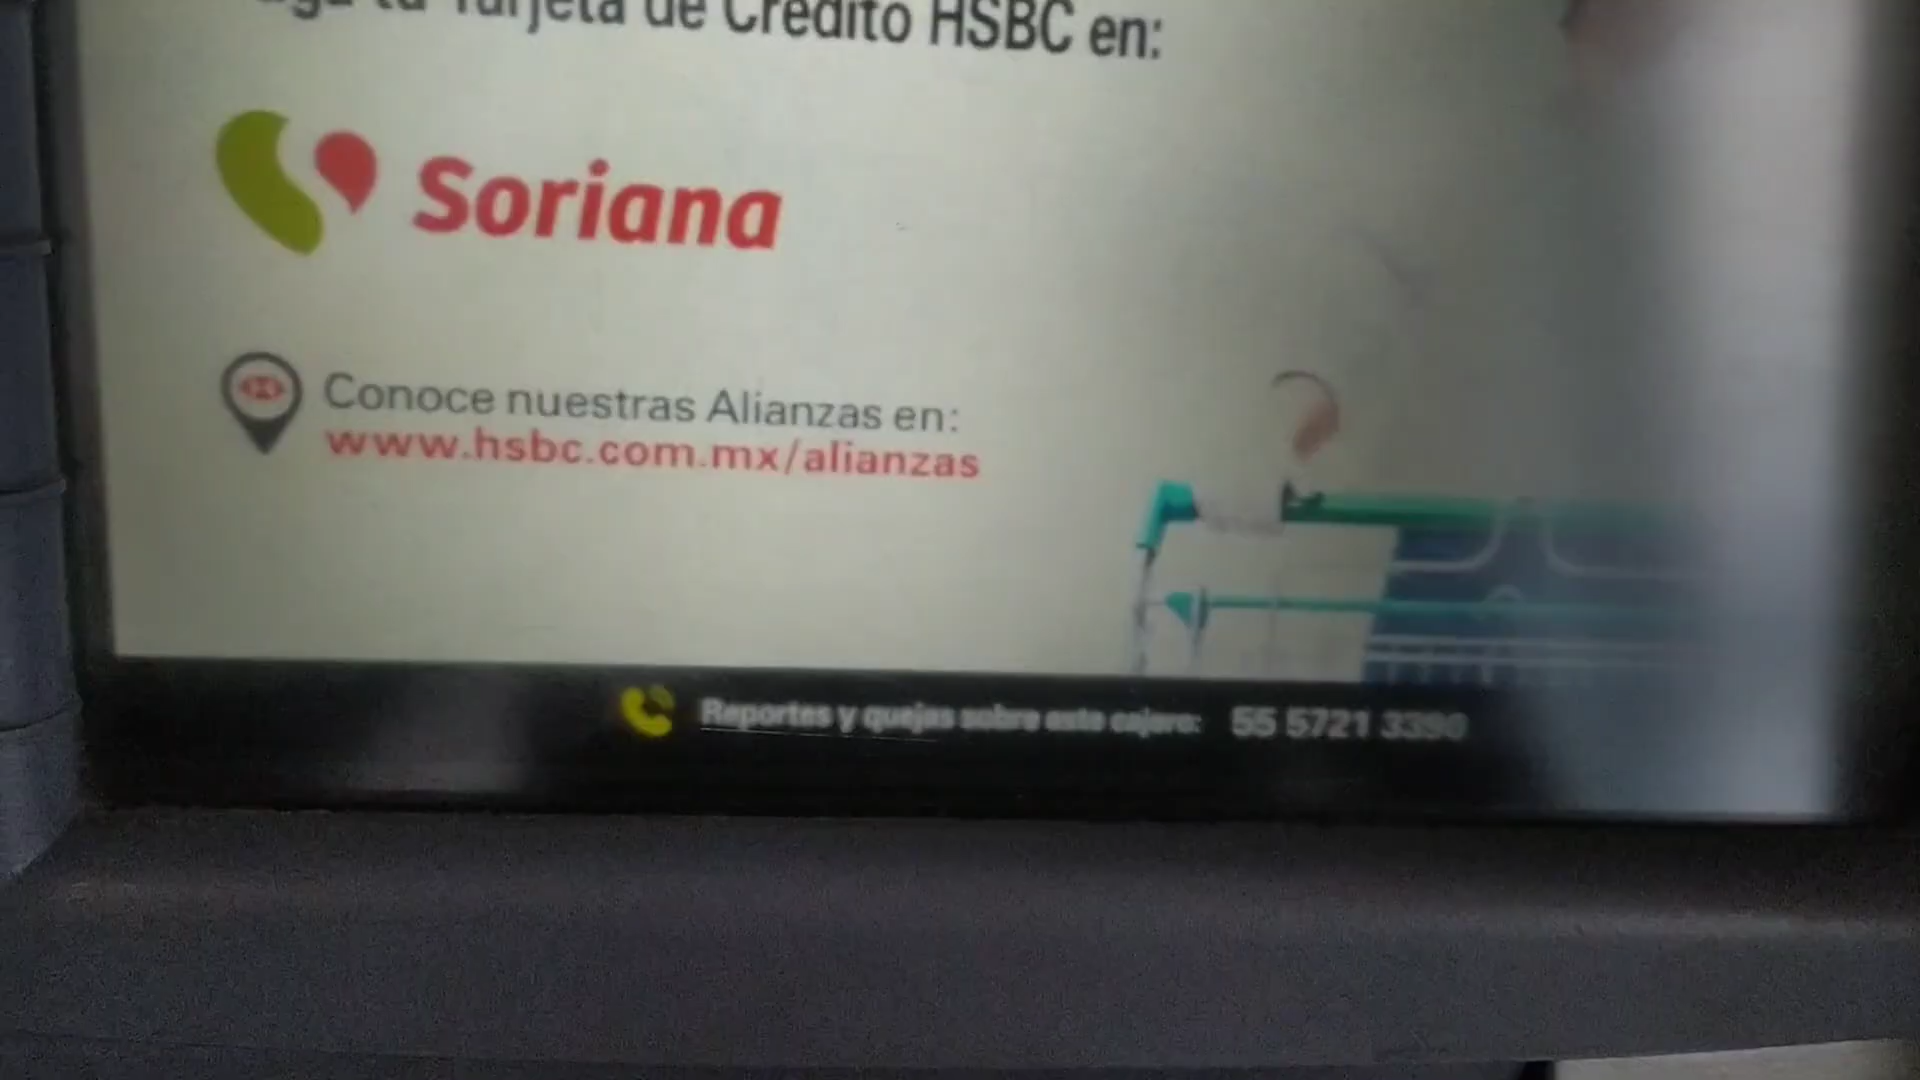 tu Tarjeta de Crédito HSBC en:
Soriana
Conoce nuestras Alianzas en:
www.hsbc.com.mx/alianzas
Reportes y quejas sobre este cajero: 55 5721 3390